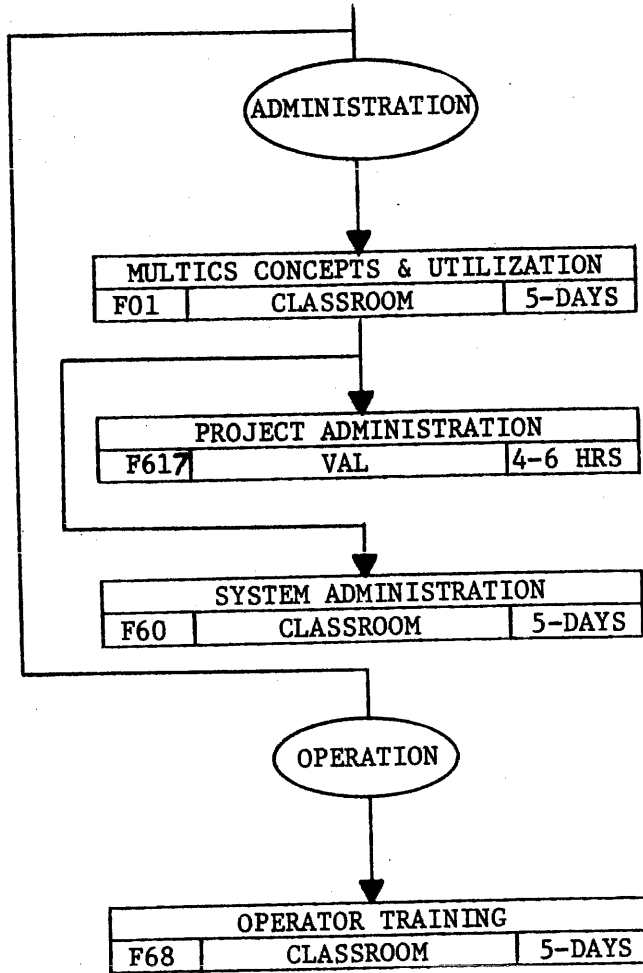 ADMINISTRATION
MULTICS CONCEPTS & UTILIZATION
F01 CLASSROOM 5-DAYS
PROJECT ADMINISTRATION
F617 VAL 4-6 HRS
SYSTEM ADMINISTRATION
F60 CLASSROOM 5-DAYS
OPERATION
OPERATOR TRAINING
F68 CLASSROOM 5-DAYS